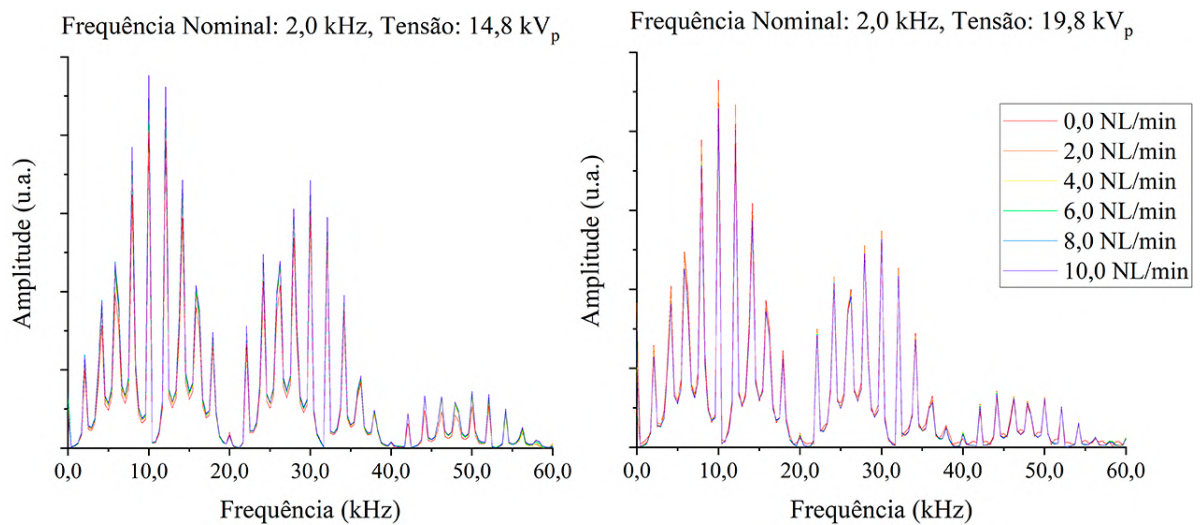 Frequência Nominal: 2,0 kHz, Tensão: 14,8 kVp
Amplitude (u.a.)
0,0 10,0 20,0 30,0 40,0 50,0 60,0
Frequência (kHz)
Frequência Nominal: 2,0 kHz, Tensão: 19,8 kVp
Amplitude (u.a.)
0,0 NL/min
2,0 NL/min
4,0 NL/min
6,0 NL/min
8,0 NL/min
10,0 NL/min
0,0 10,0 20,0 30,0 40,0 50,0 60,0
Frequência (kHz)